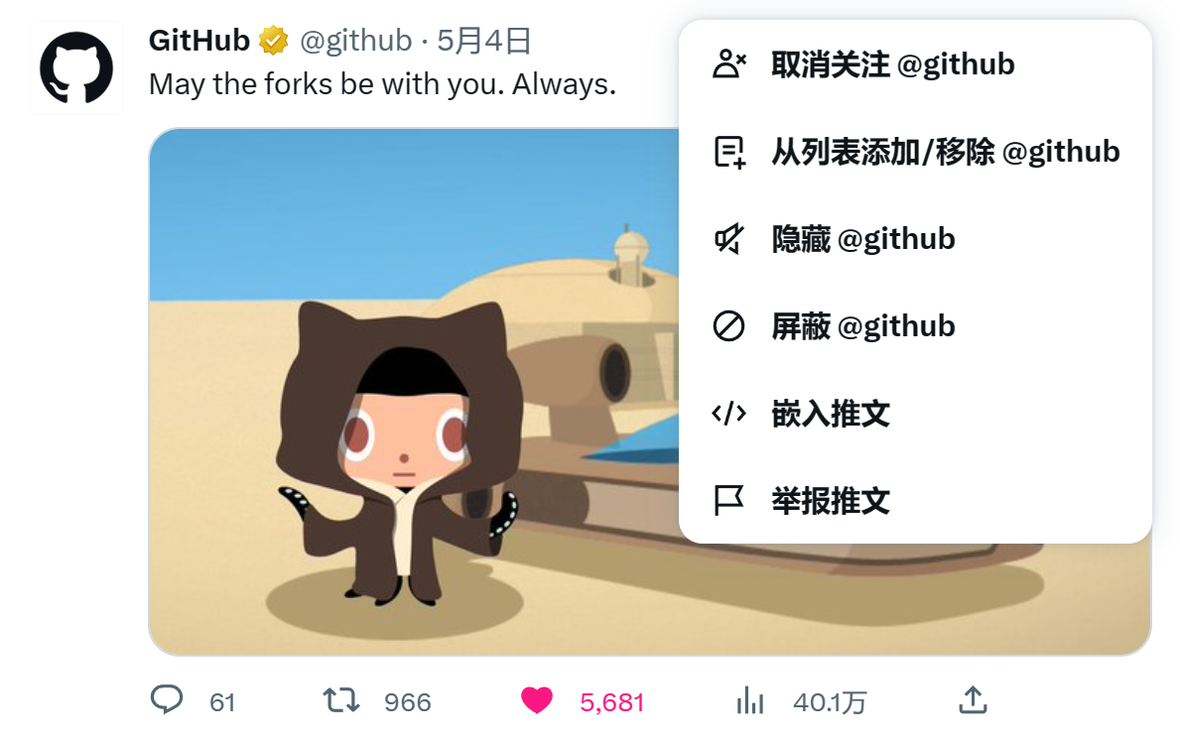 GitHub @github · 5月4日
May the forks be with you. Always.
取消关注 @github
从列表添加/移除 @github
隐藏 @github
屏蔽 @github
嵌入推文
举报推文
61 966 5,681 40.1万